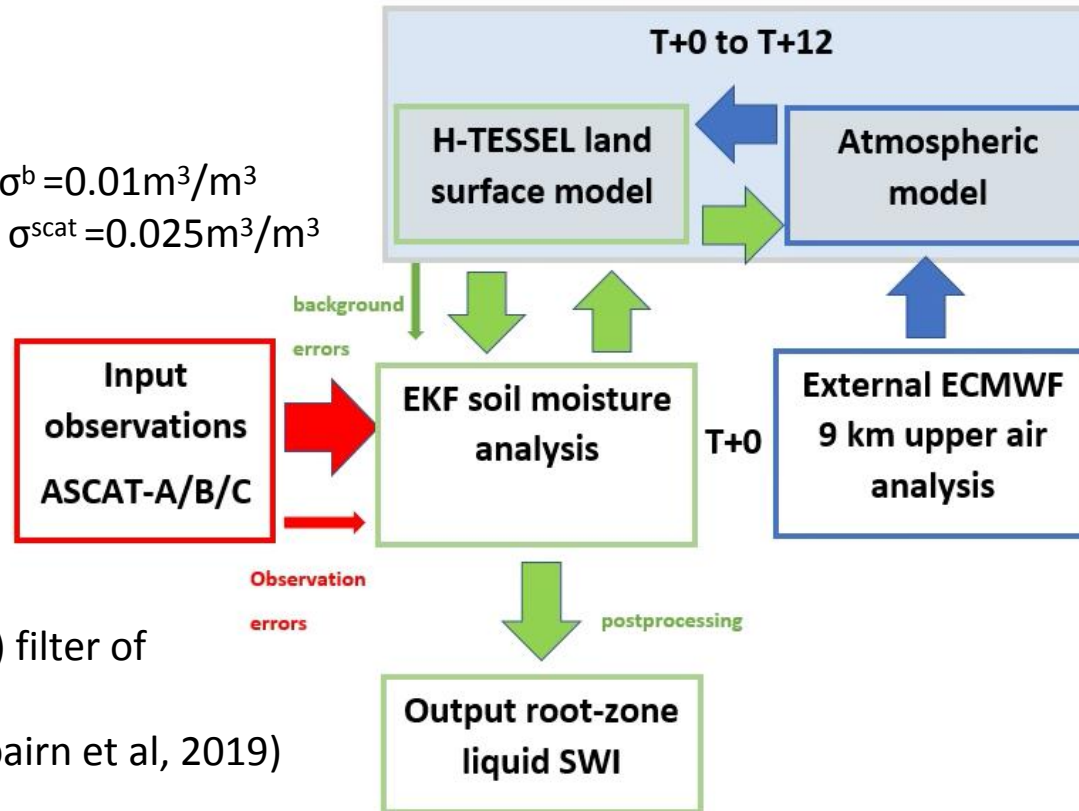 T+0 to T+12
H-TESSEL land
surface model
Atmospheric
model
σᵇ =0.01m³/m³
σˢᶜᵃᵗ =0.025m³/m³
background
errors
Input
observations
ASCAT-A/B/C
EKF soil moisture
analysis
T+0
External ECMWF
9 km upper air
analysis
Observation
errors
postprocessing
) filter of
Output root-zone
liquid SWI
airn et al, 2019)